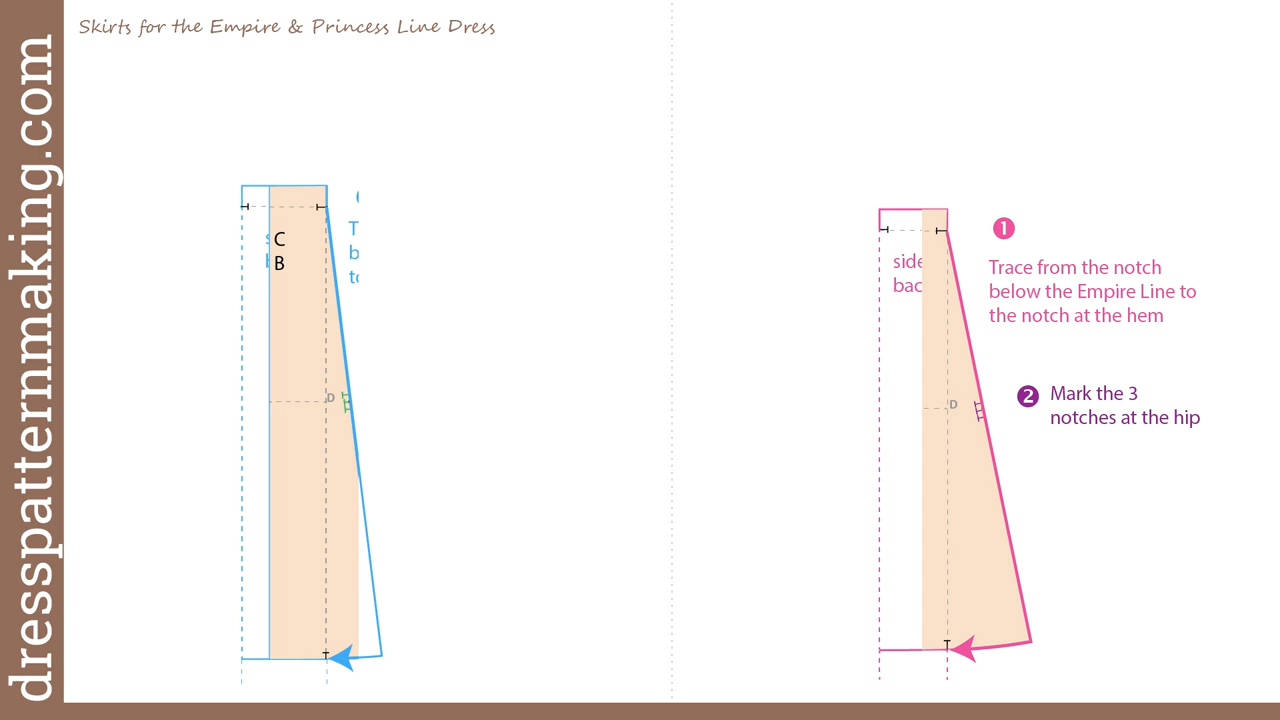 Skirts for the Empire & Princess Line Dress
dresspatternmaking.com
C
B
D
1
Trace from the notch
below the Empire Line to
the notch at the hem
2
Mark the 3
notches at the hip
D